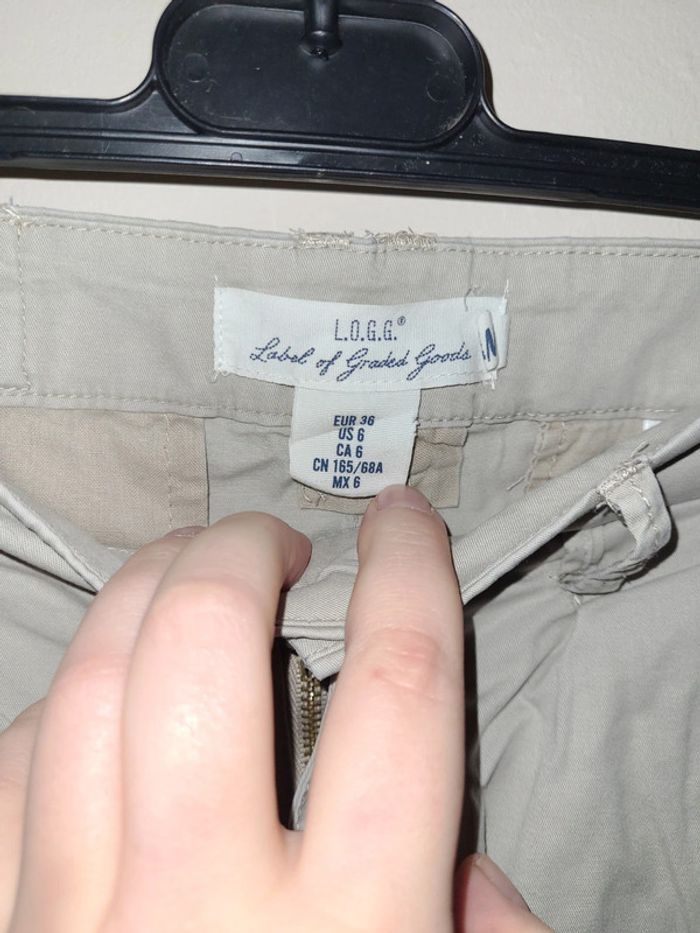 L.O.G.G.®
Label of Graded Goods
EUR 36
US 6
CA 6
CN 165/68A
MX 6